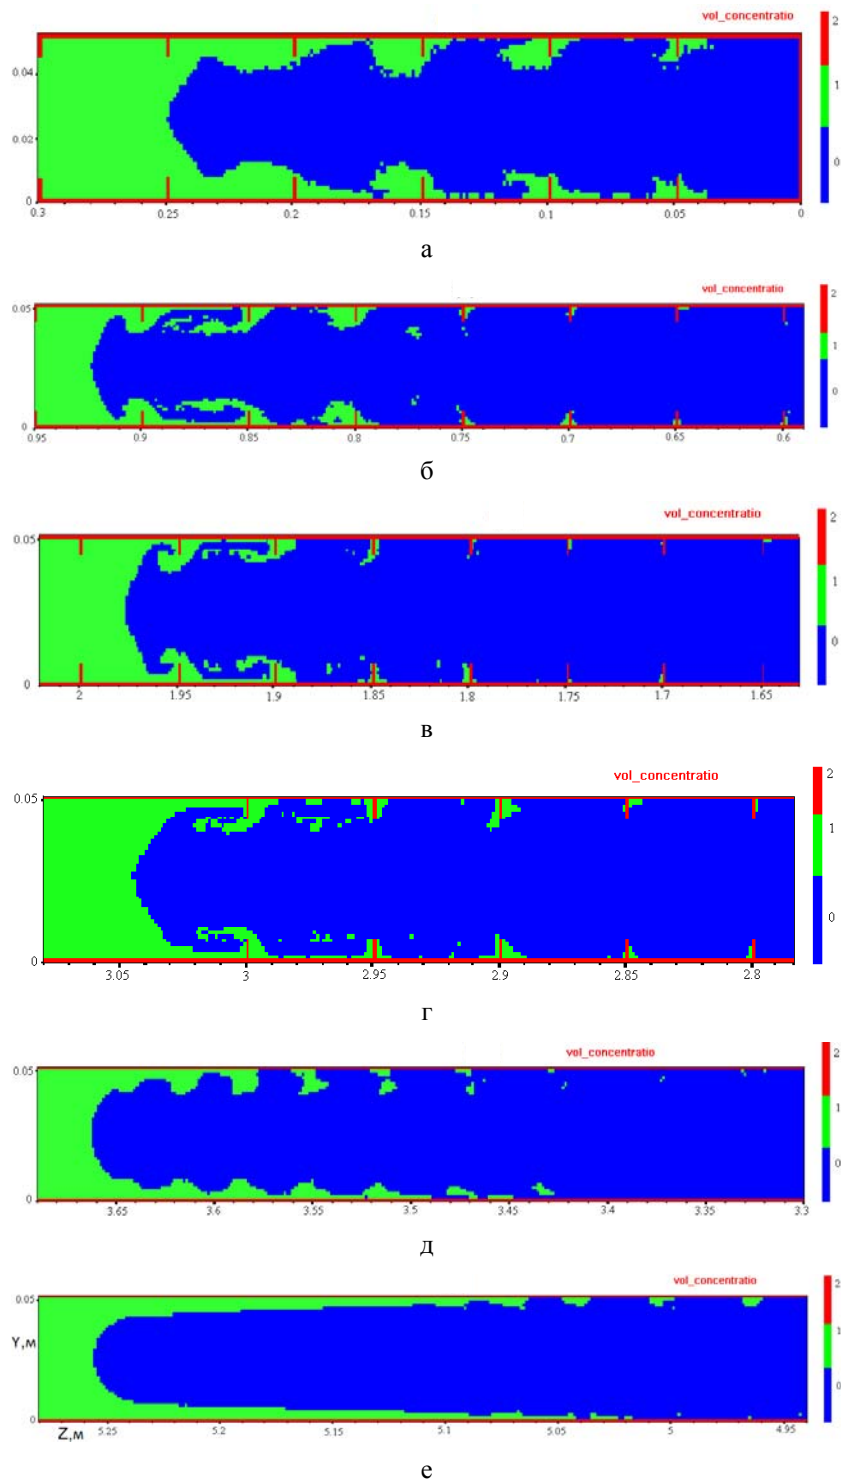 vol_concentratio
2
1
0
0.04
0.02
0
0.3 0.25 0.2 0.15 0.1 0.05 0
а
vol_concentratio
2
1
0
0.05
0
0.95 0.9 0.85 0.8 0.75 0.7 0.65 0.6
б
vol_concentratio
2
1
0
0.05
0
2 1.95 1.9 1.85 1.8 1.75 1.7 1.65
в
vol_concentratio
2
1
0
0.05
0
3.05 3 2.95 2.9 2.85 2.8
г
vol_concentratio
2
1
0
0.05
0
3.65 3.6 3.55 3.5 3.45 3.4 3.35 3.3
д
vol_concentratio
2
1
0
0.05
Y,м
0
Z,м 5.25 5.2 5.15 5.1 5.05 5 4.95
е